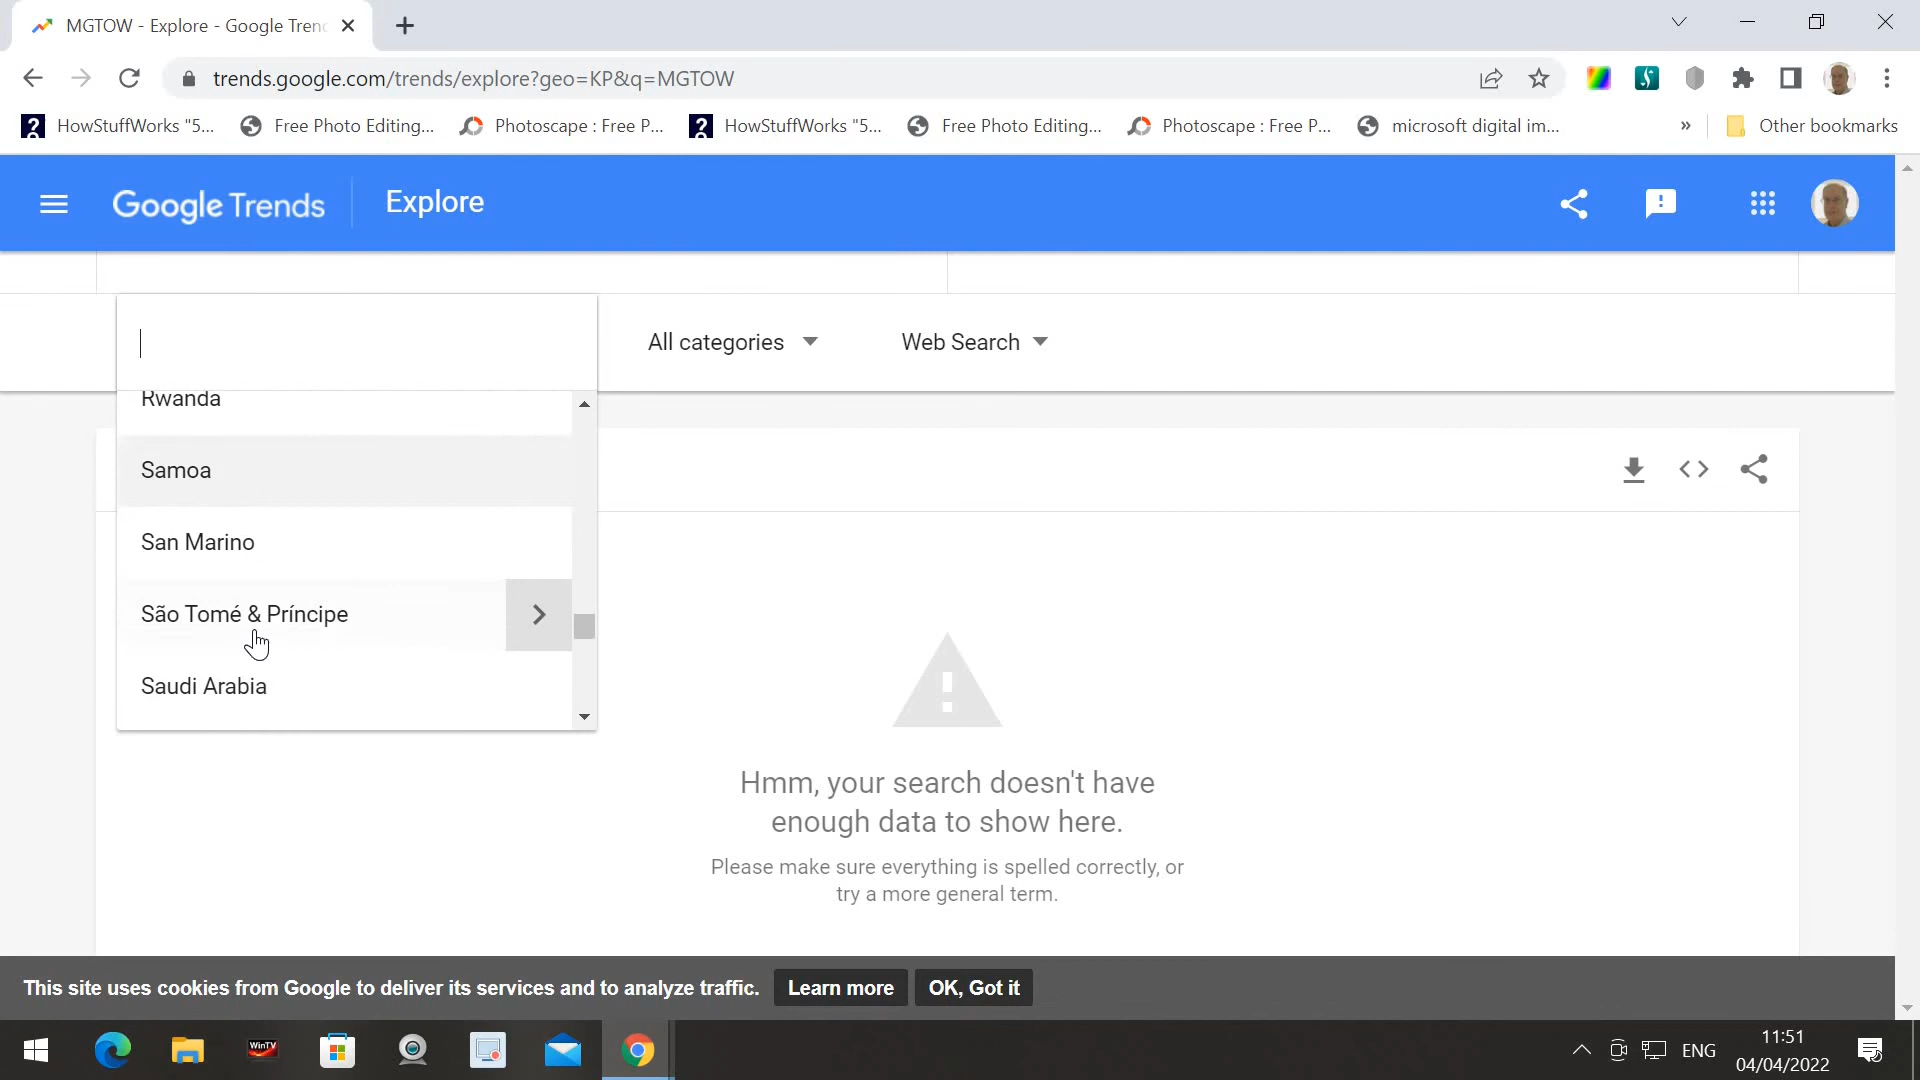 MGTOW - Explore - Google Tren
trends.google.com/trends/explore?geo=KP&q=MGTOW
HowStuffWorks "5...
Free Photo Editing...
Photoscape : Free P...
HowStuffWorks "5...
Free Photo Editing...
Photoscape : Free P...
microsoft digital im...
»
Other bookmarks
Google Trends
Explore
All categories
Web Search
Rwanda
Samoa
San Marino
São Tomé & Príncipe
Saudi Arabia
Hmm, your search doesn't have
enough data to show here.
Please make sure everything is spelled correctly, or
try a more general term.
This site uses cookies from Google to deliver its services and to analyze traffic.
Learn more
OK, Got it
WinTV
ENG
11:51
04/04/2022